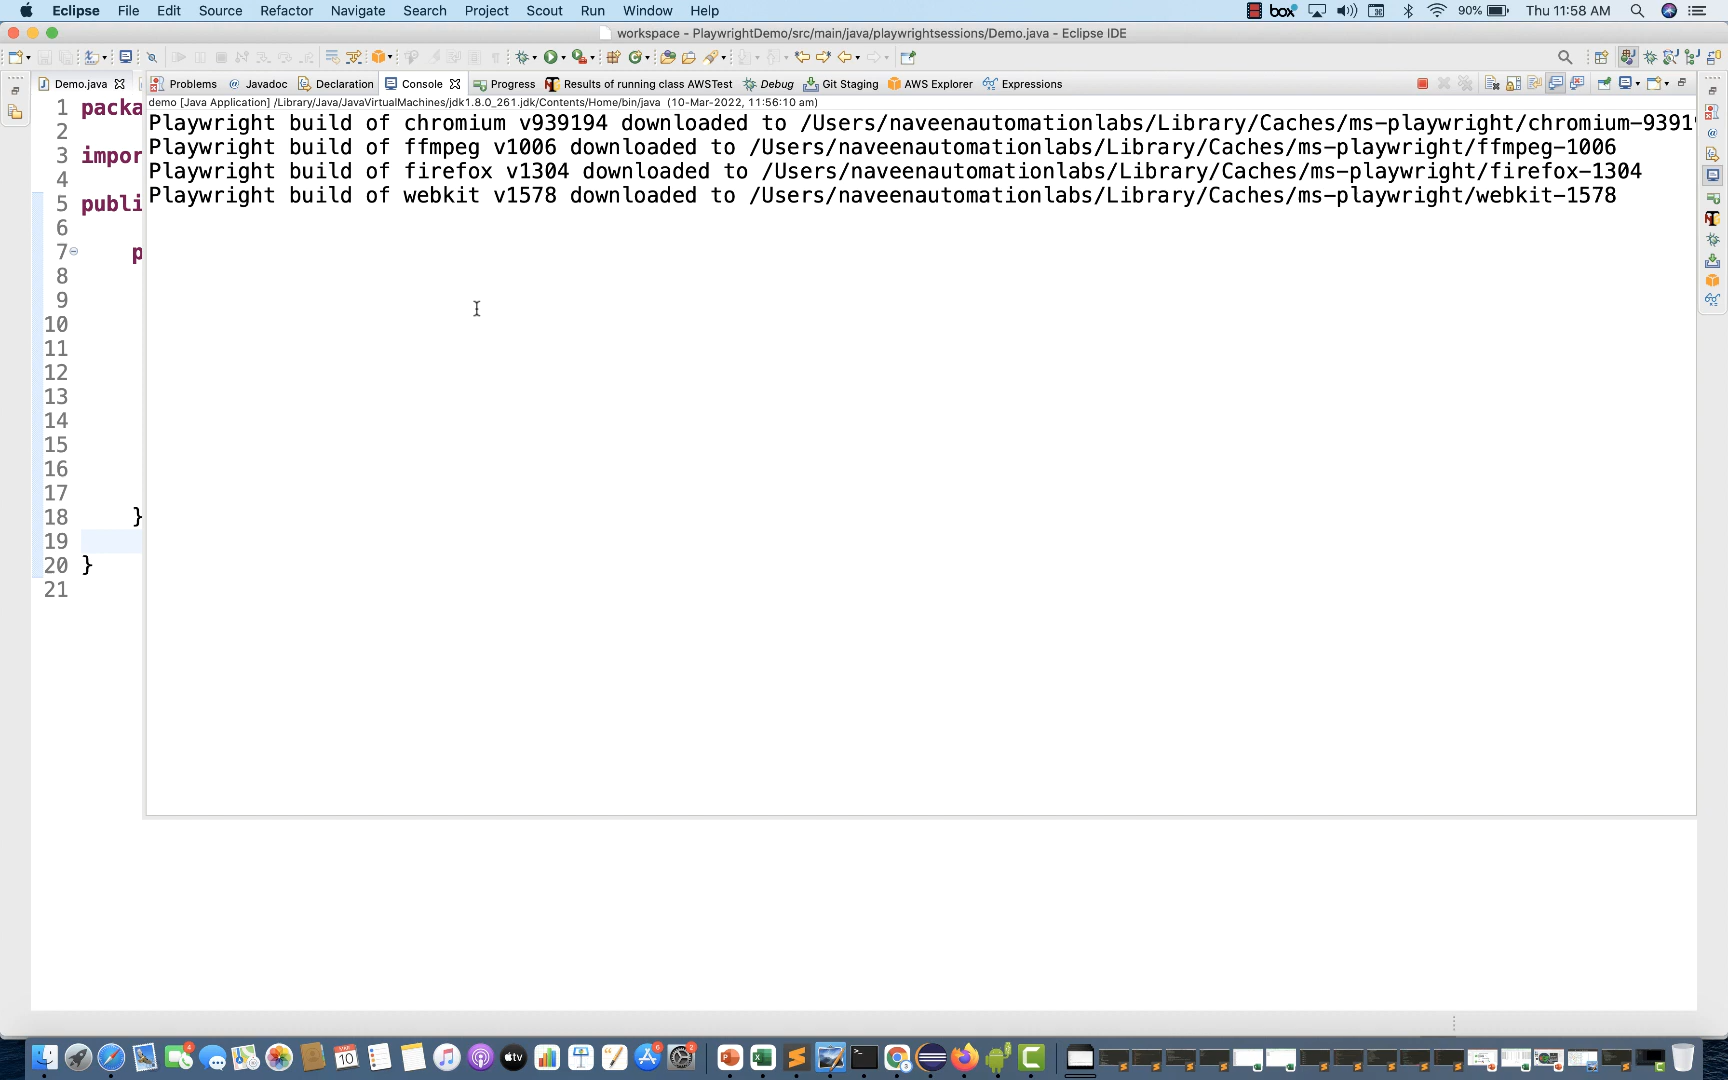 Eclipse File Edit Source Refactor Navigate Search Project Scout Run Window Help box 90% Thu 11:58 AM
workspace - PlaywrightDemo/src/main/java/playwrightsessions/Demo.java - Eclipse IDE
Demo.java Problems @ Javadoc Declaration Console Progress Results of running class AWSTest Debug Git Staging AWS Explorer Expressions
demo [Java Application] /Library/Java/JavaVirtualMachines/jdk1.8.0_261.jdk/Contents/Home/bin/java (10-Mar-2022, 11:56:10 am)
1 packa
Playwright build of chromium v939194 downloaded to /Users/naveenautomationlabs/Library/Caches/ms-playwright/chromium-9391
2
Playwright build of ffmpeg v1006 downloaded to /Users/naveenautomationlabs/Library/Caches/ms-playwright/ffmpeg-1006
3 impor
Playwright build of firefox v1304 downloaded to /Users/naveenautomationlabs/Library/Caches/ms-playwright/firefox-1304
4
Playwright build of webkit v1578 downloaded to /Users/naveenautomationlabs/Library/Caches/ms-playwright/webkit-1578
5 publi
6
7 p
8
9
10
11
12
13
14
15
16
17
18 }
19
20 }
21